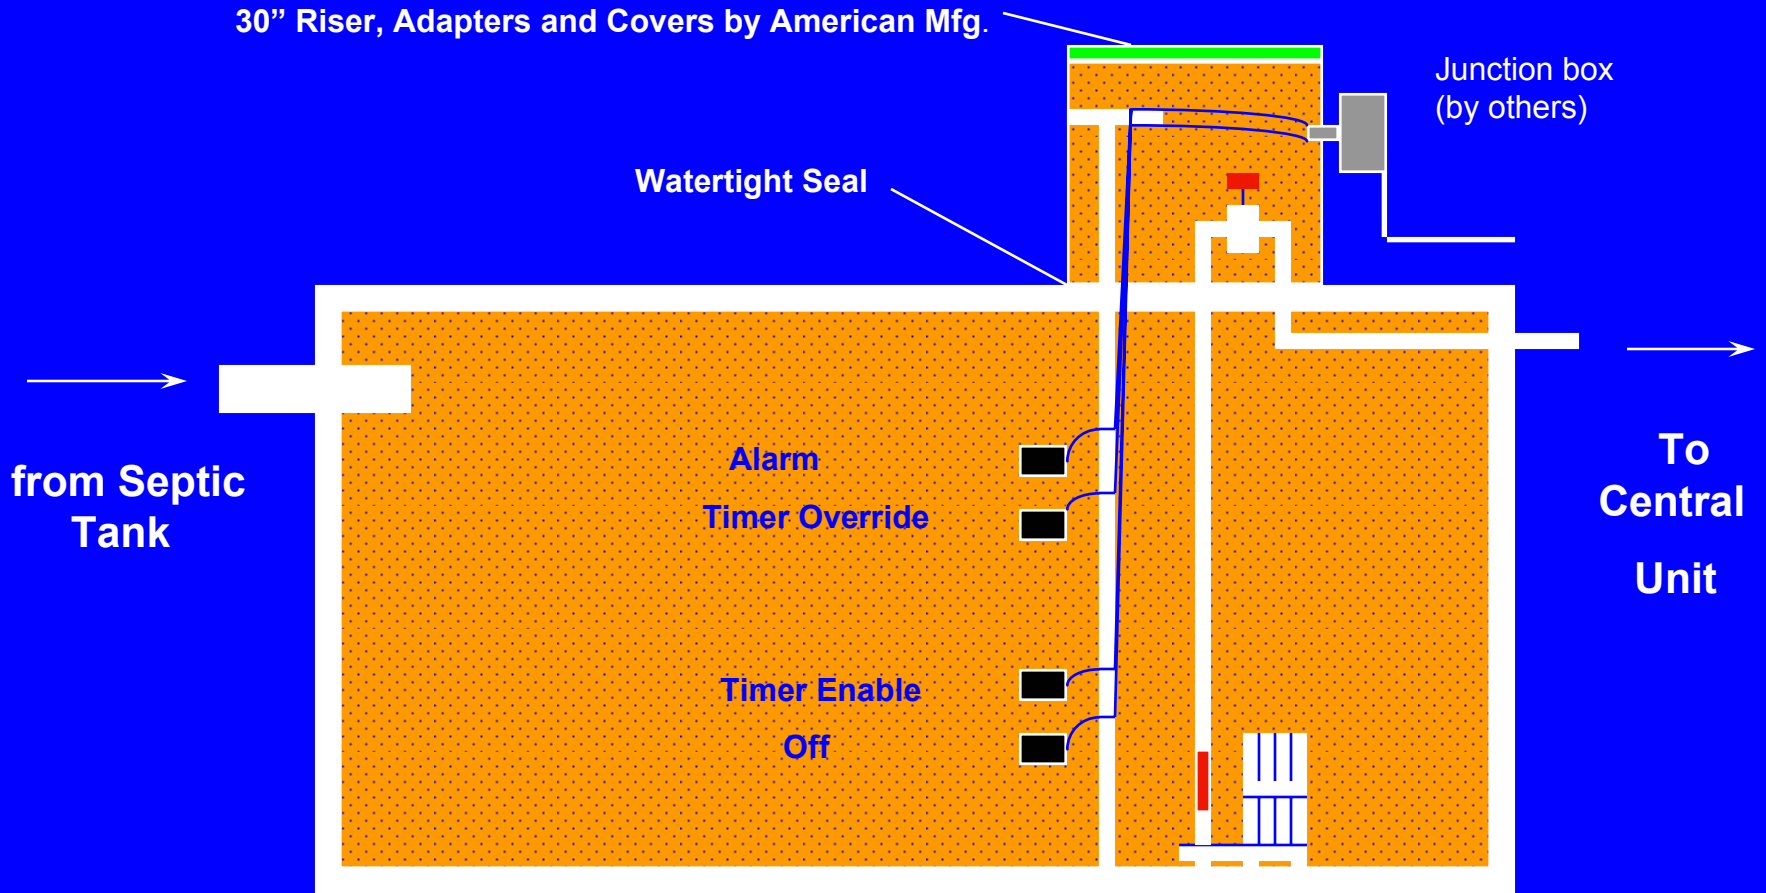 30” Riser, Adapters and Covers by American Mfg.
Junction box
(by others)
Watertight Seal
from Septic
Tank
Alarm
Timer Override
Timer Enable
Off
To
Central
Unit